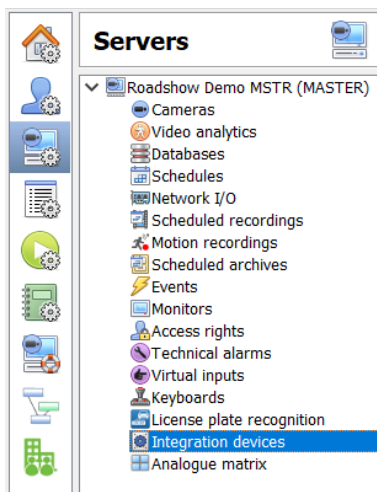 Servers
Roadshow Demo MSTR (MASTER)
Cameras
Video analytics
Databases
Schedules
Network I/O
Scheduled recordings
Motion recordings
Scheduled archives
Events
Monitors
Access rights
Technical alarms
Virtual inputs
Keyboards
License plate recognition
Integration devices
Analogue matrix